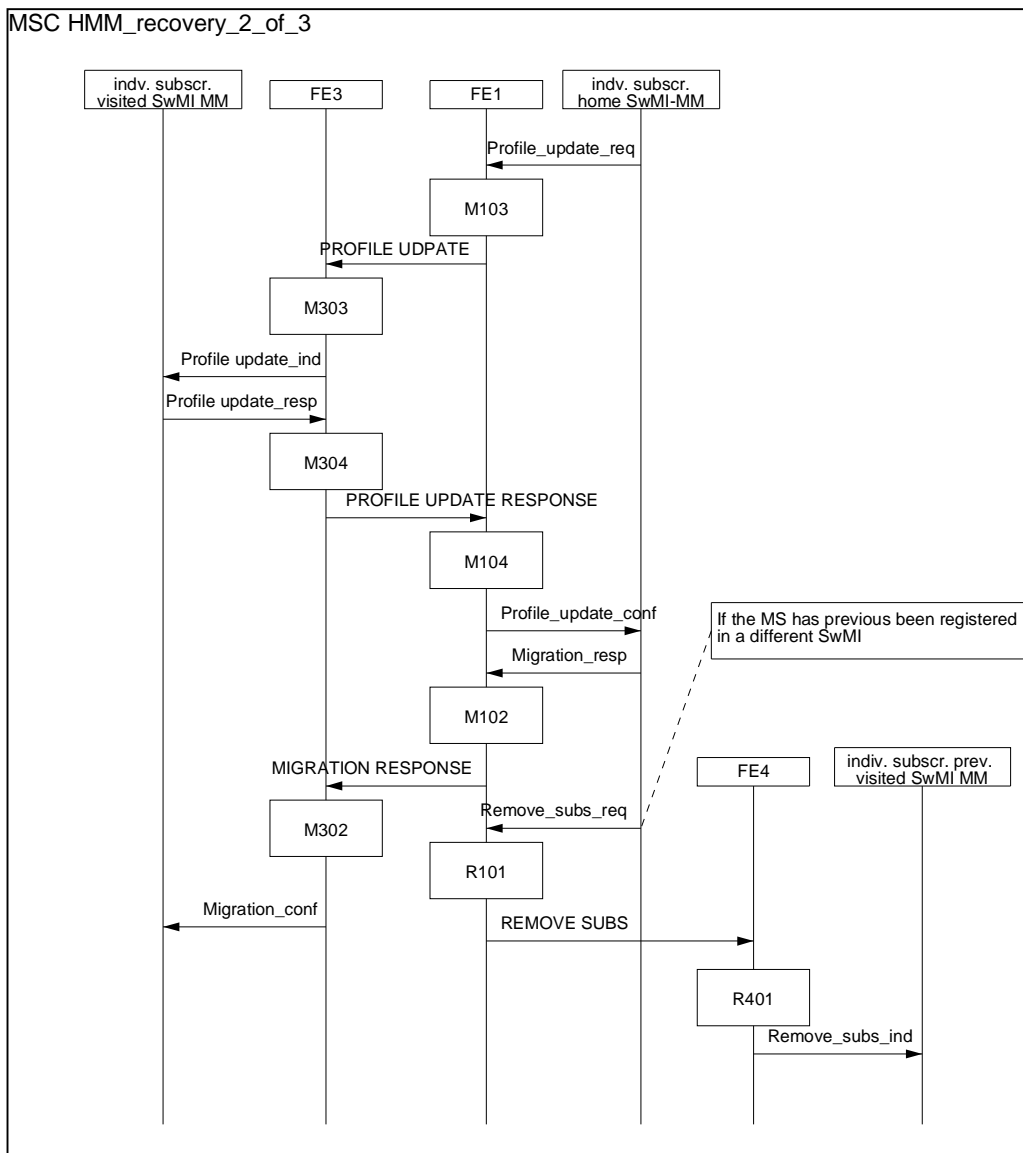 MSC HMM_recovery_2_of_3
indv. subscr.
visited SwMI MM
FE3
FE1
indv. subscr.
home SwMI-MM
Profile_update_req
M103
PROFILE UDPATE
M303
Profile update_ind
Profile update_resp
M304
PROFILE UPDATE RESPONSE
M104
Profile_update_conf
If the MS has previous been registered
in a different SwMI
Migration_resp
M102
FE4
indv. subscr. prev.
visited SwMI MM
MIGRATION RESPONSE
Remove_subs_req
M302
R101
Migration_conf
REMOVE SUBS
R401
Remove_subs_ind